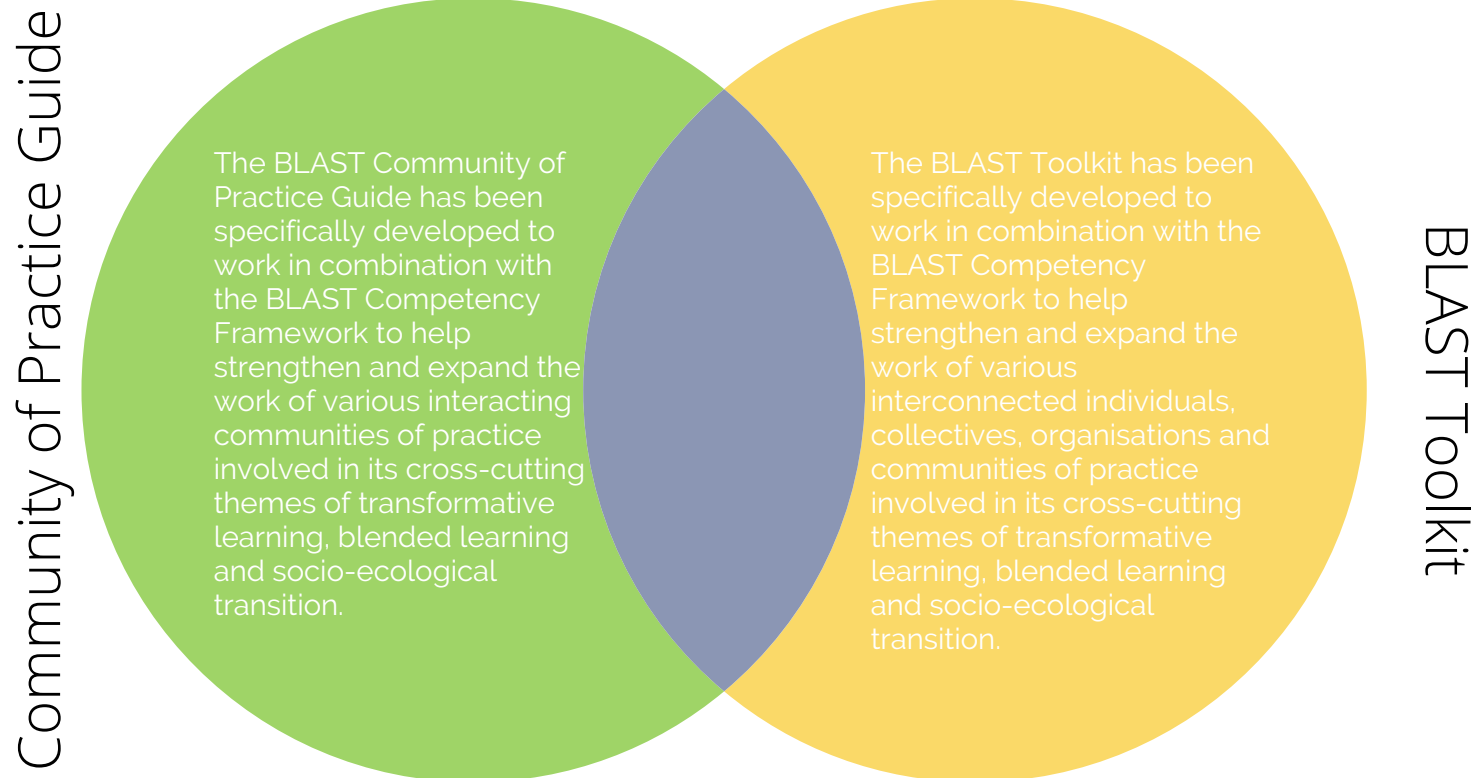 Community of Practice Guide
The BLAST Community of
Practice Guide has been
specifically developed to
work in combination with
the BLAST Competency
Framework to help
strengthen and expand the
work of various interacting
communities of practice
involved in its cross-cutting
themes of transformative
learning, blended learning
and socio-ecological
transition.
The BLAST Toolkit has been
specifically developed to
work in combination with the
BLAST Competency
Framework to help
strengthen and expand the
work of various
interconnected individuals,
collectives, organisations and
communities of practice
involved in its cross-cutting
themes of transformative
learning, blended learning
and socio-ecological
transition.
BLAST Toolkit